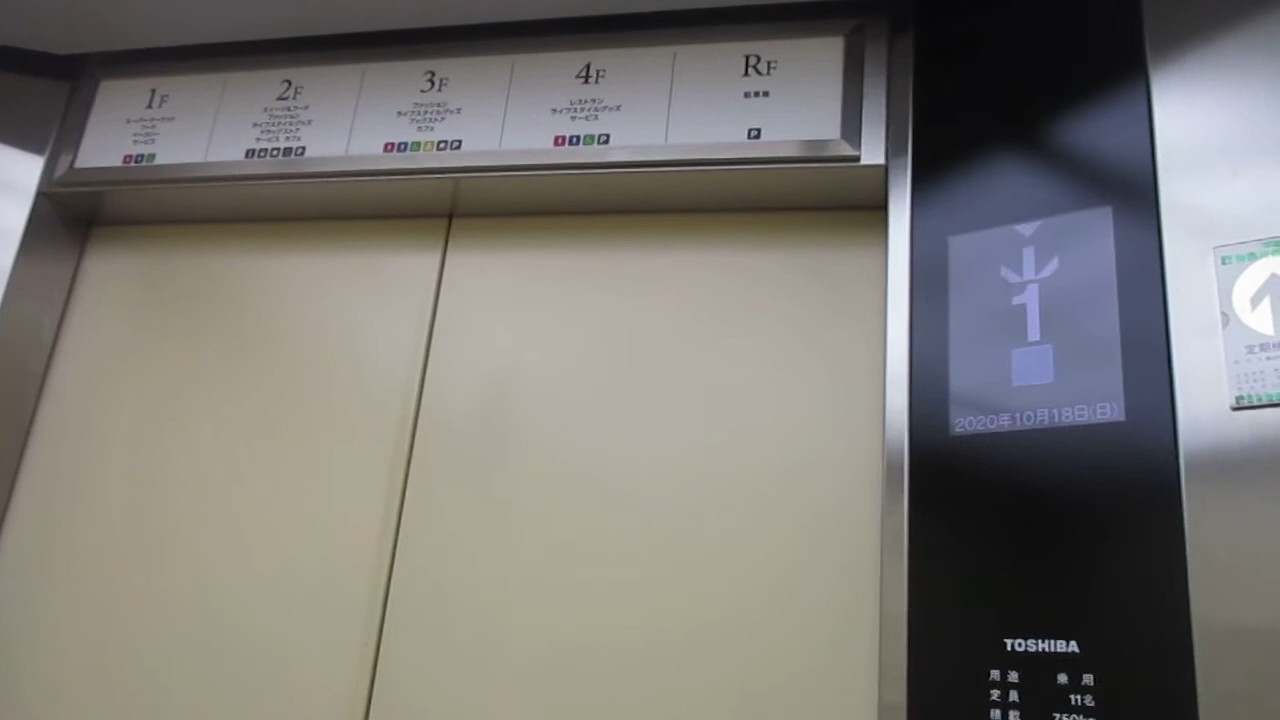 1F
スーパーマーケット
フード
ベーカリー
サービス
2F
スイーツ&フード
ファッション
ライフスタイルグッズ
ドラッグストア
サービス カフェ
3F
ファッション
ライフスタイルグッズ
ブックストア
カフェ
P
4F
レストラン
ライフスタイルグッズ
サービス
P
RF
駐車場
P
1
2020年10月18日(日)
定期検
TOSHIBA
用途 乗用
定員 11名
積載 750kg